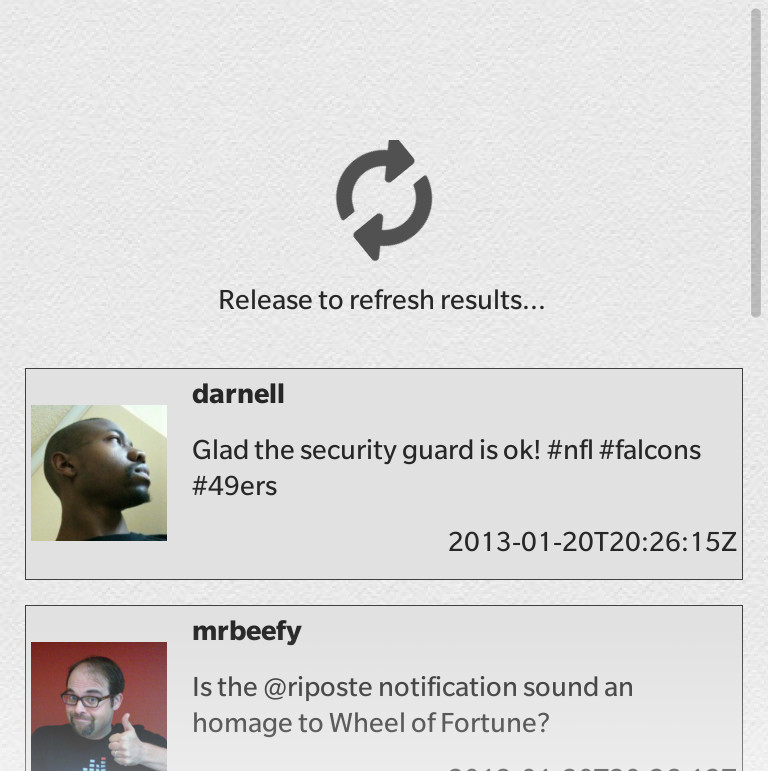 Release to refresh results...
darnell
Glad the security guard is ok! #nfl #falcons
#49ers
2013-01-20T20:26:15Z
mrbeefy
Is the @riposte notification sound an
homage to Wheel of Fortune?